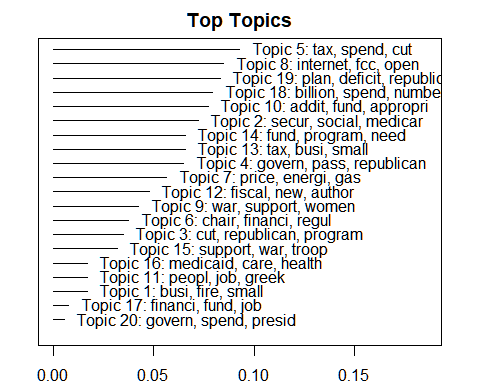 Top Topics
Topic 5: tax, spend, cut
Topic 8: internet, fcc, open
Topic 19: plan, deficit, republic
Topic 18: billion, spend, numbe
Topic 10: addit, fund, appropri
Topic 2: secur, social, medicar
Topic 14: fund, program, need
Topic 13: tax, busi, small
Topic 4: govern, pass, republican
Topic 7: price, energi, gas
Topic 12: fiscal, new, author
Topic 9: war, support, women
Topic 6: chair, financi, regul
Topic 3: cut, republican, program
Topic 15: support, war, troop
Topic 16: medicaid, care, health
Topic 11: peopl, job, greek
Topic 1: busi, fire, small
Topic 17: financi, fund, job
Topic 20: govern, spend, presid
0.00 0.05 0.10 0.15